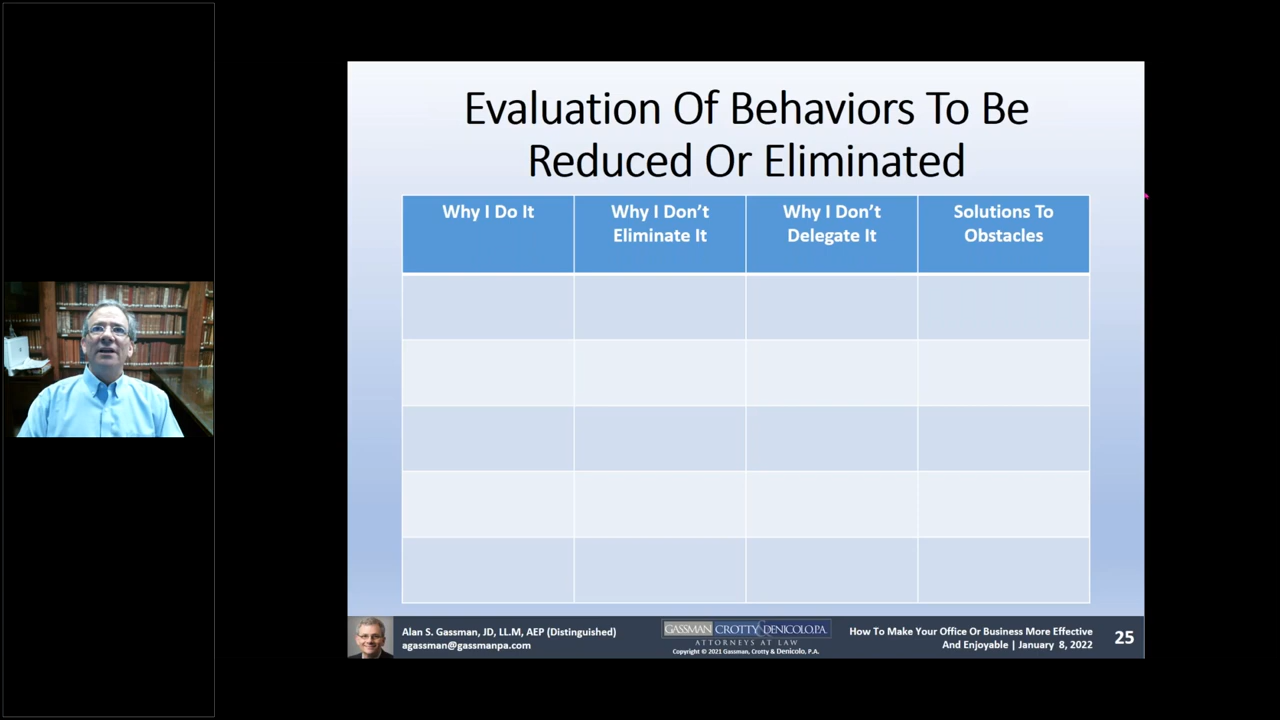 Evaluation Of Behaviors To Be
Reduced Or Eliminated
Why I Do It
Why I Don’t
Eliminate It
Why I Don’t
Delegate It
Solutions To
Obstacles
Alan S. Gassman, JD, LL.M, AEP (Distinguished)
agassman@gassmanpa.com
GASSMAN CROTTY DENICOLO, P.A.
ATTORNEYS AT LAW
Copyright © 2021 Gassman, Crotty & Denicolo, P.A.
How To Make Your Office Or Business More Effective
And Enjoyable | January 8, 2022
25